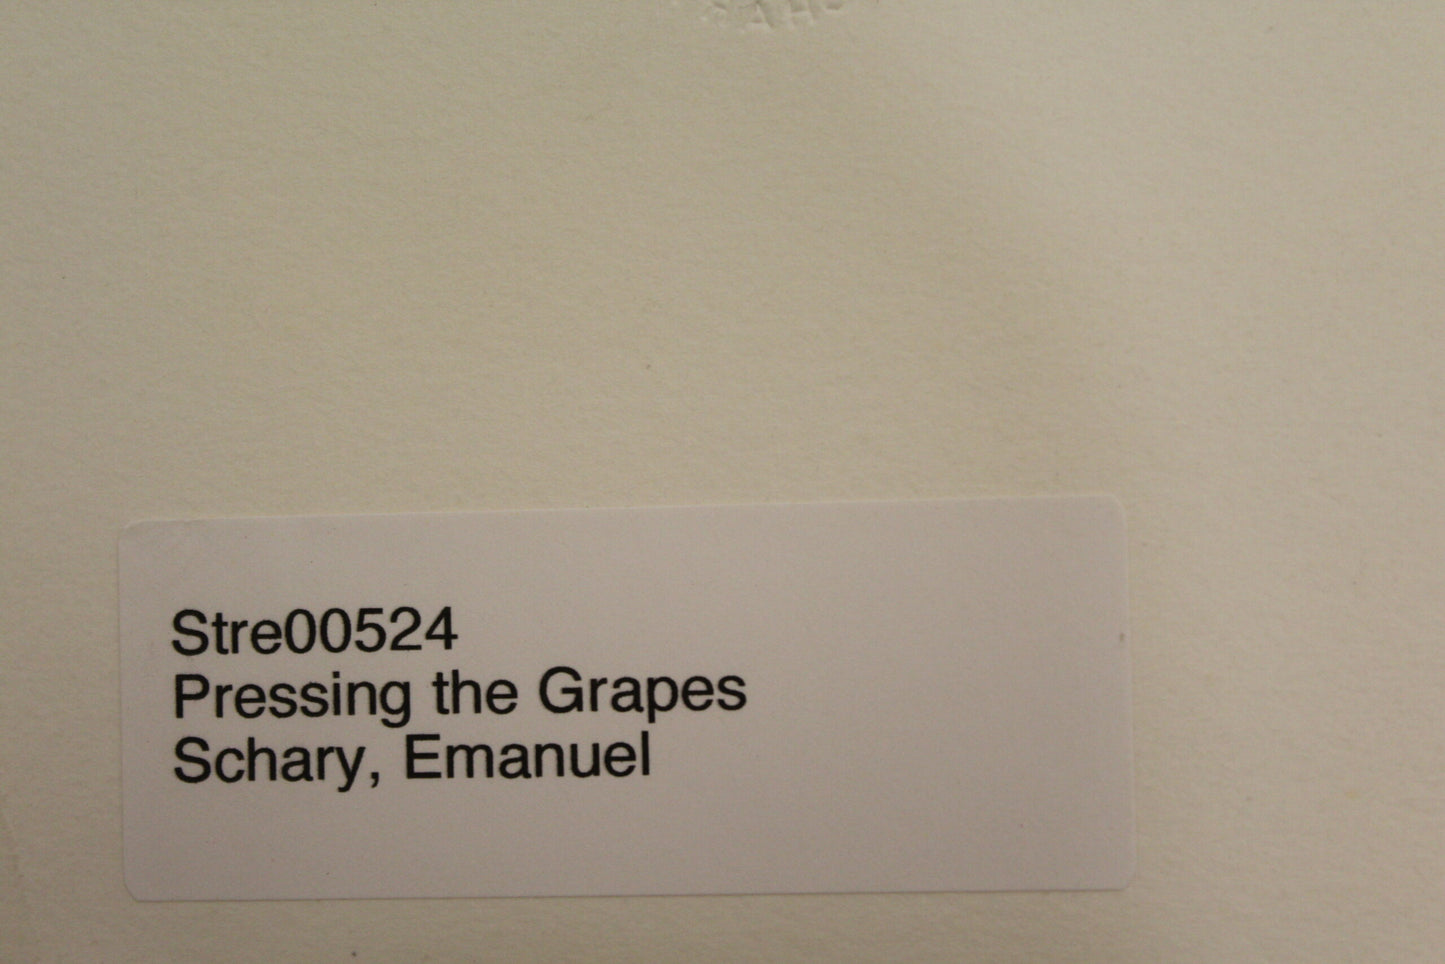 Stre00524
Pressing the Grapes
Schary, Emanuel